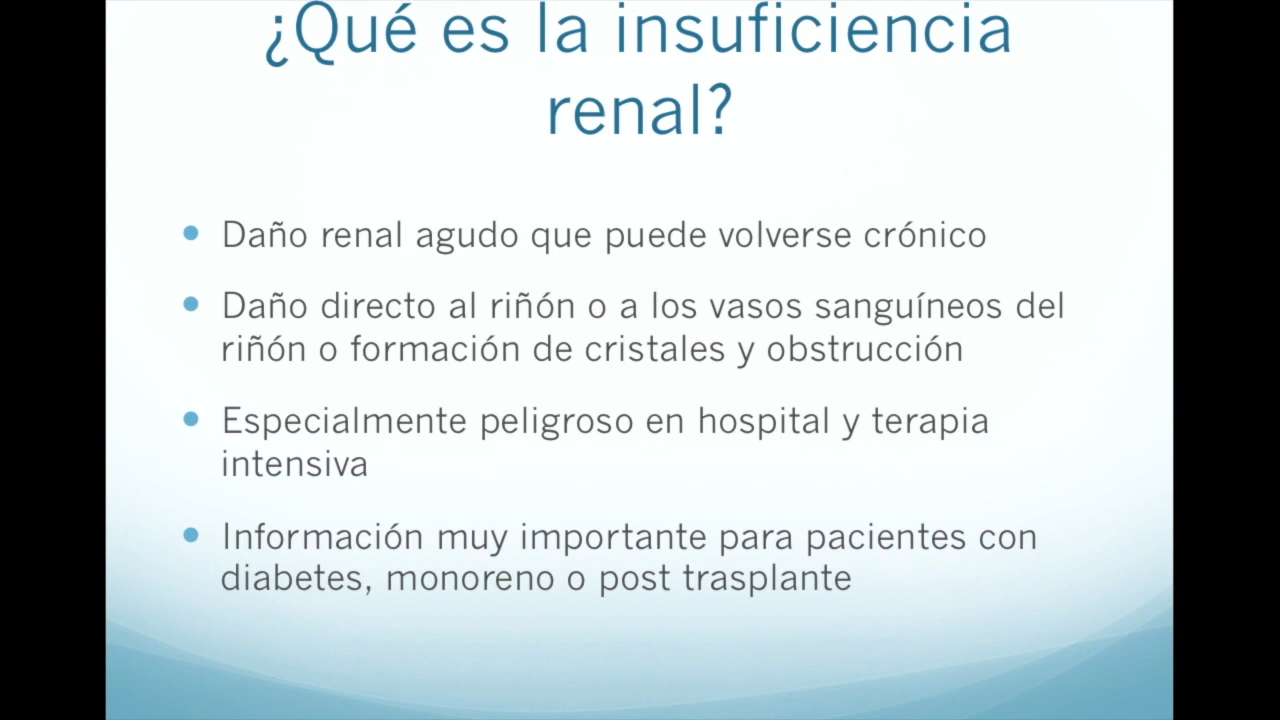 ¿Qué es la insuficiencia
renal?
Daño renal agudo que puede volverse crónico
Daño directo al riñón o a los vasos sanguíneos del
riñón o formación de cristales y obstrucción
Especialmente peligroso en hospital y terapia
intensiva
Información muy importante para pacientes con
diabetes, monoreno o post trasplante